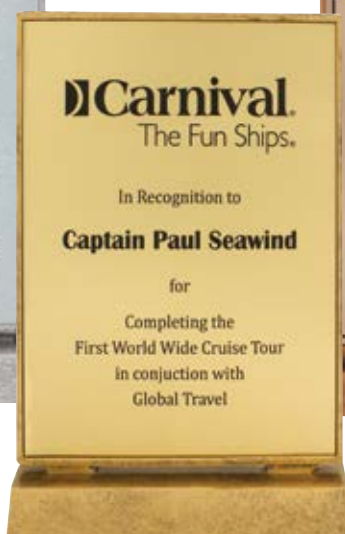 Carnival.
The Fun Ships®
In Recognition to
Captain Paul Seawind
for
Completing the
First World Wide Cruise Tour
in conjuction with
Global Travel